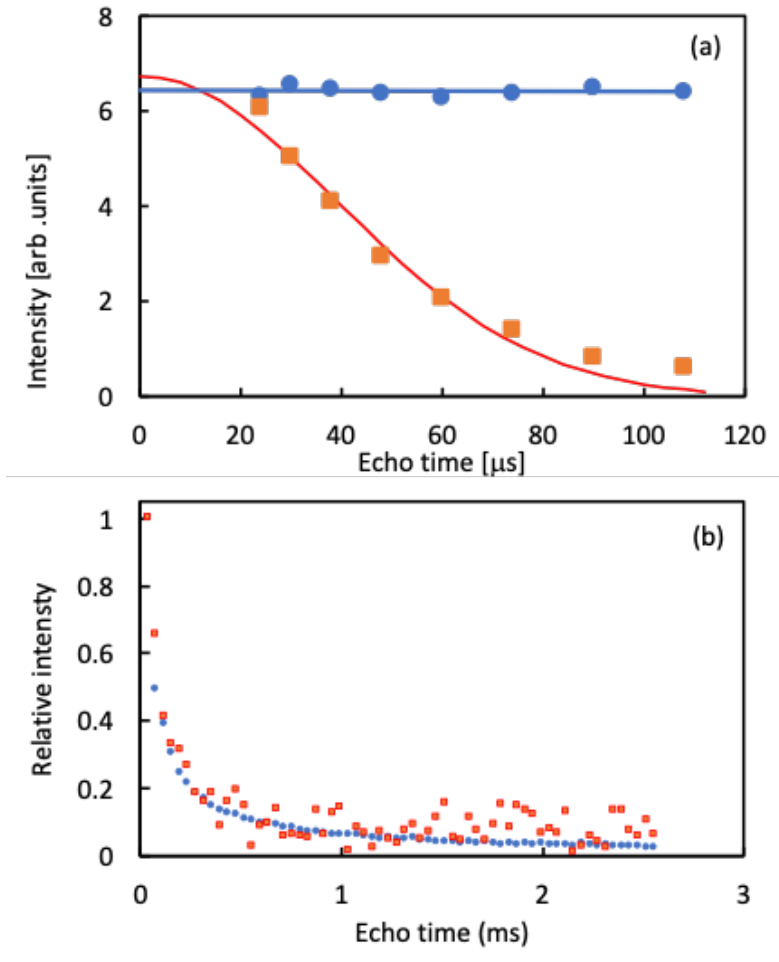 8
(a)
6
4
2
0
Intensity [arb .units]
0 20 40 60 80 100 120
Echo time [μs]
1
(b)
0.8
0.6
0.4
0.2
0
Relative intensty
0 1 2 3
Echo time (ms)